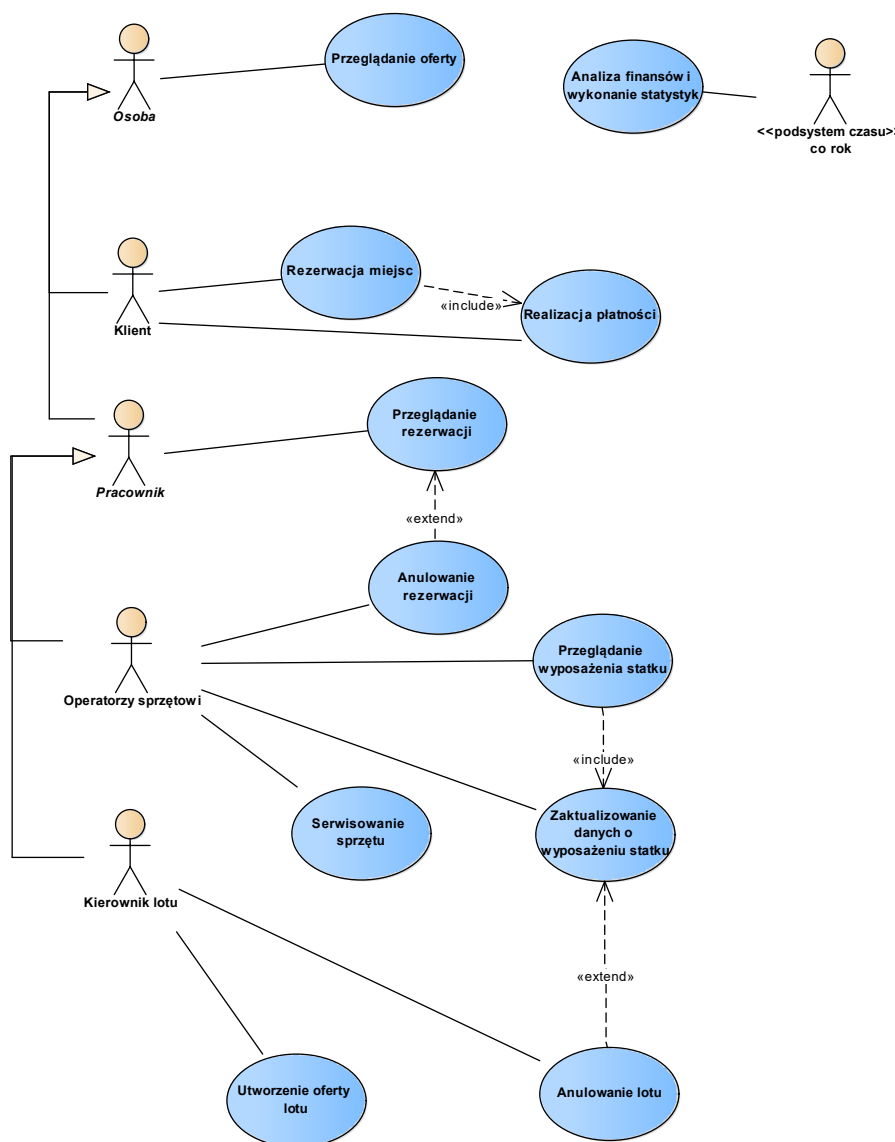 Przeglądanie oferty
Analiza finansów i
wykonanie statystyk
Osoba
<<podsystem czasu>>
co rok
Rezerwacja miejsc
«include»
Realizacja płatności
Klient
Przeglądanie
rezerwacji
Pracownik
«extend»
Anulowanie
rezerwacji
Przeglądanie
wyposażenia statku
Operatorzy sprzętowi
«include»
Serwisowanie
sprzętu
Zaktualizowanie
danych o
wyposażeniu statku
Kierownik lotu
«extend»
Utworzenie oferty
lotu
Anulowanie lotu